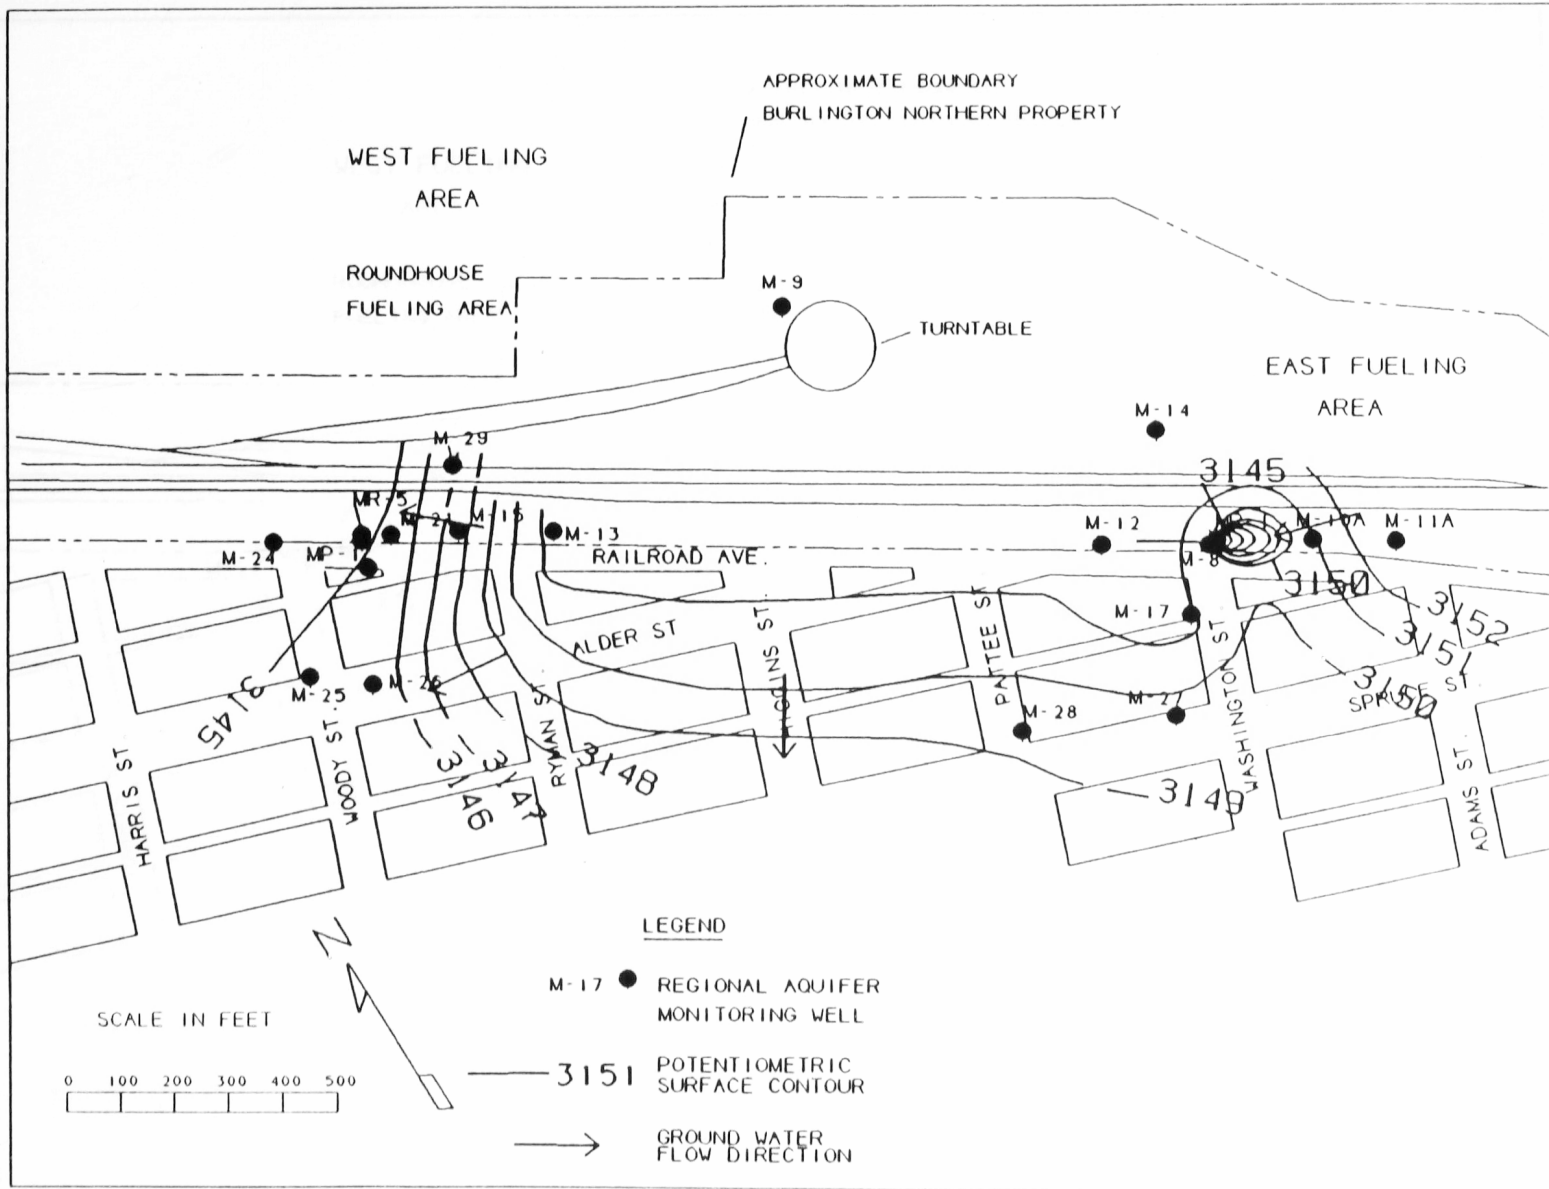 APPROXIMATE BOUNDARY
BURLINGTON NORTHERN PROPERTY
WEST FUELING
AREA
ROUNDHOUSE
FUELING AREA
M-9
TURNTABLE
EAST FUELING
AREA
M-14
M-29
3145
MR-5
M-21
M-15
M-13
M-12
M-10A
M-11A
M-24
MP-1
RAILROAD AVE.
M-8
3150
M-17
3152
ALDER ST
3151
M-25
M-26
3145
HIGGINS ST.
PATTEE ST
WASHINGTON ST
SPRUCE ST.
3150
M-28
M-27
HARRIS ST
WOODY ST.
RYMAN ST.
3146
3147
3148
3149
ADAMS ST.
LEGEND
N
M-17
REGIONAL AQUIFER
MONITORING WELL
SCALE IN FEET
0 100 200 300 400 500
3151
POTENTIOMETRIC
SURFACE CONTOUR
GROUND WATER
FLOW DIRECTION